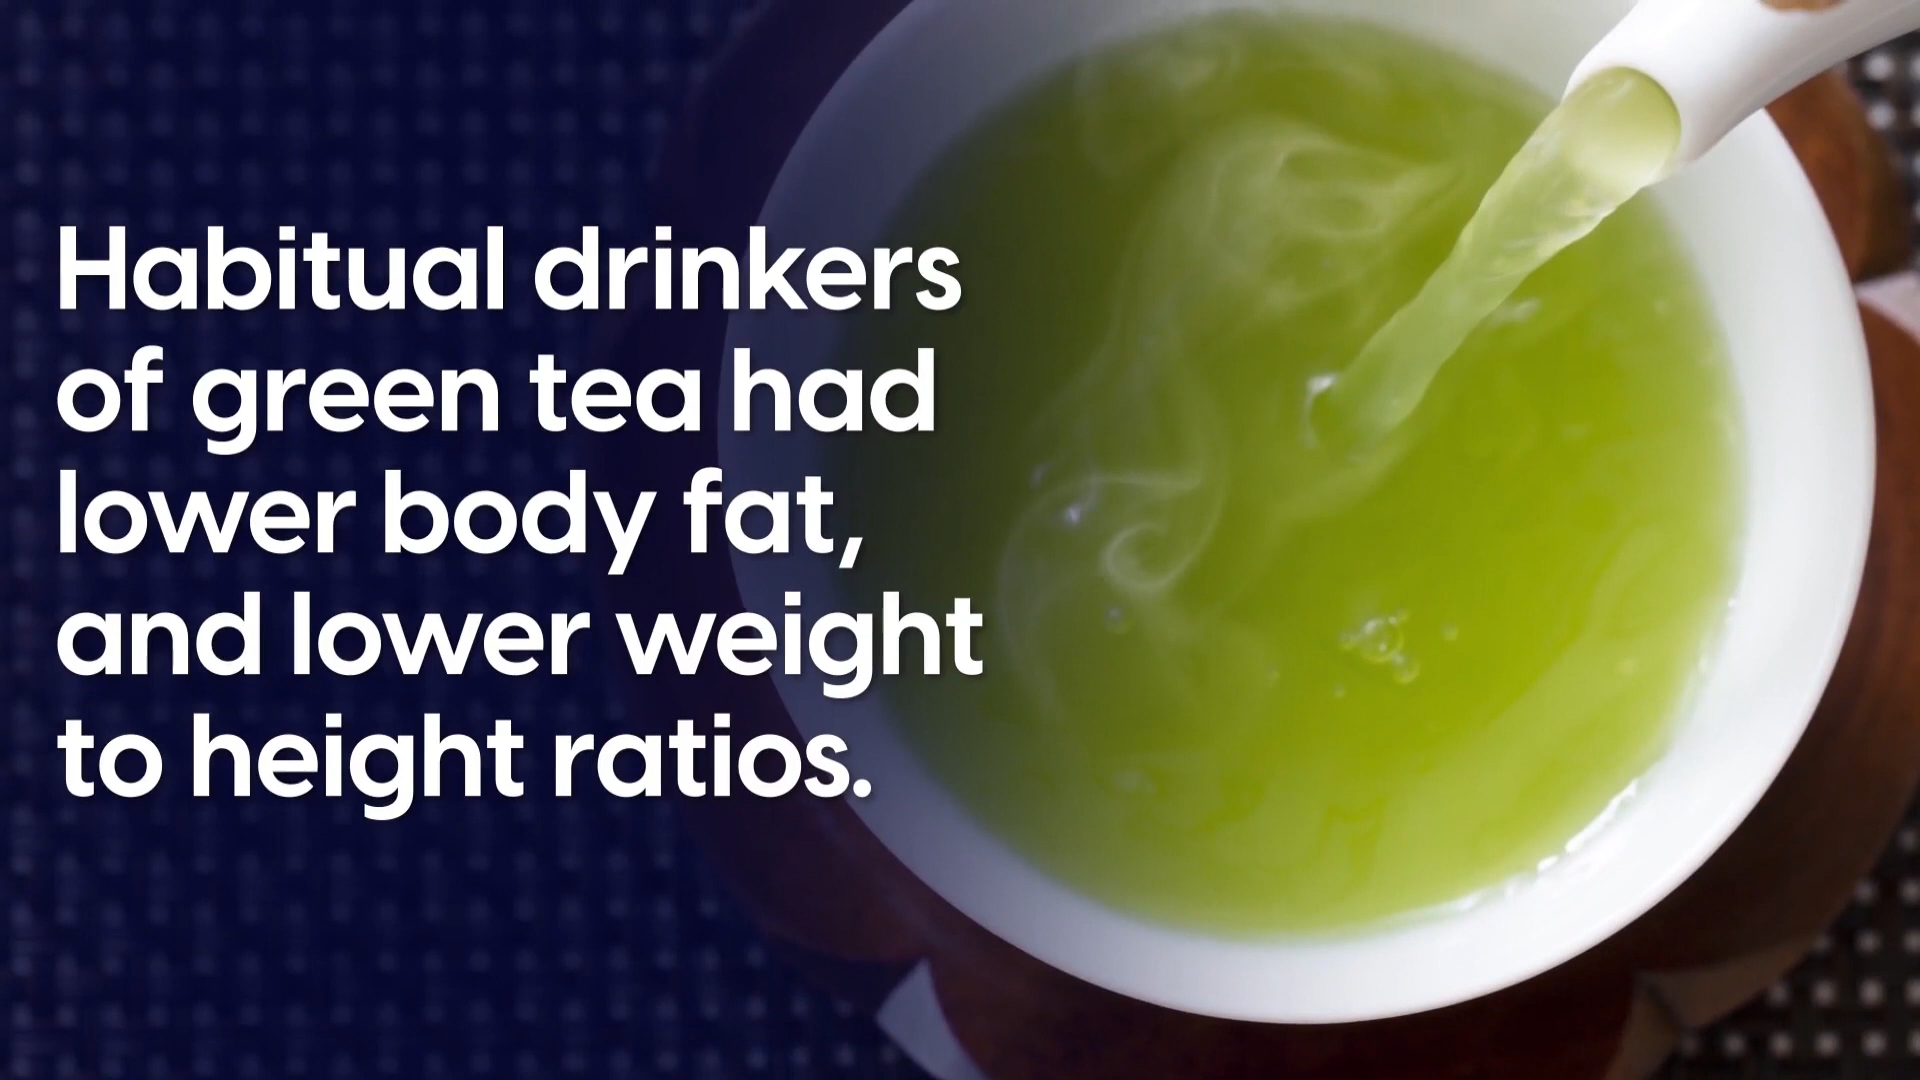 Habitual drinkers
of green tea had
lower body fat,
and lower weight
to height ratios.